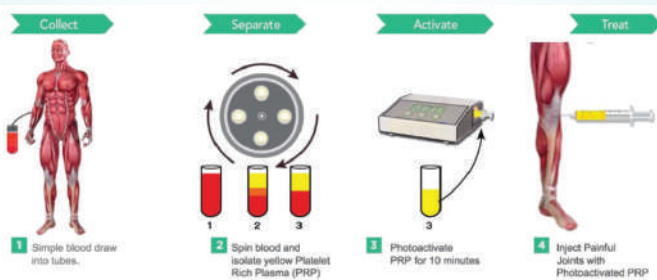 Collect
Separate
Activate
Treat
1
2
3
3
1 Simple blood draw
into tubes.
2 Spin blood and
isolate yellow Platelet
Rich Plasma (PRP)
3 Photoactivate
PRP for 10 minutes
4 Inject Painful
Joints with
Photoactivated PRP